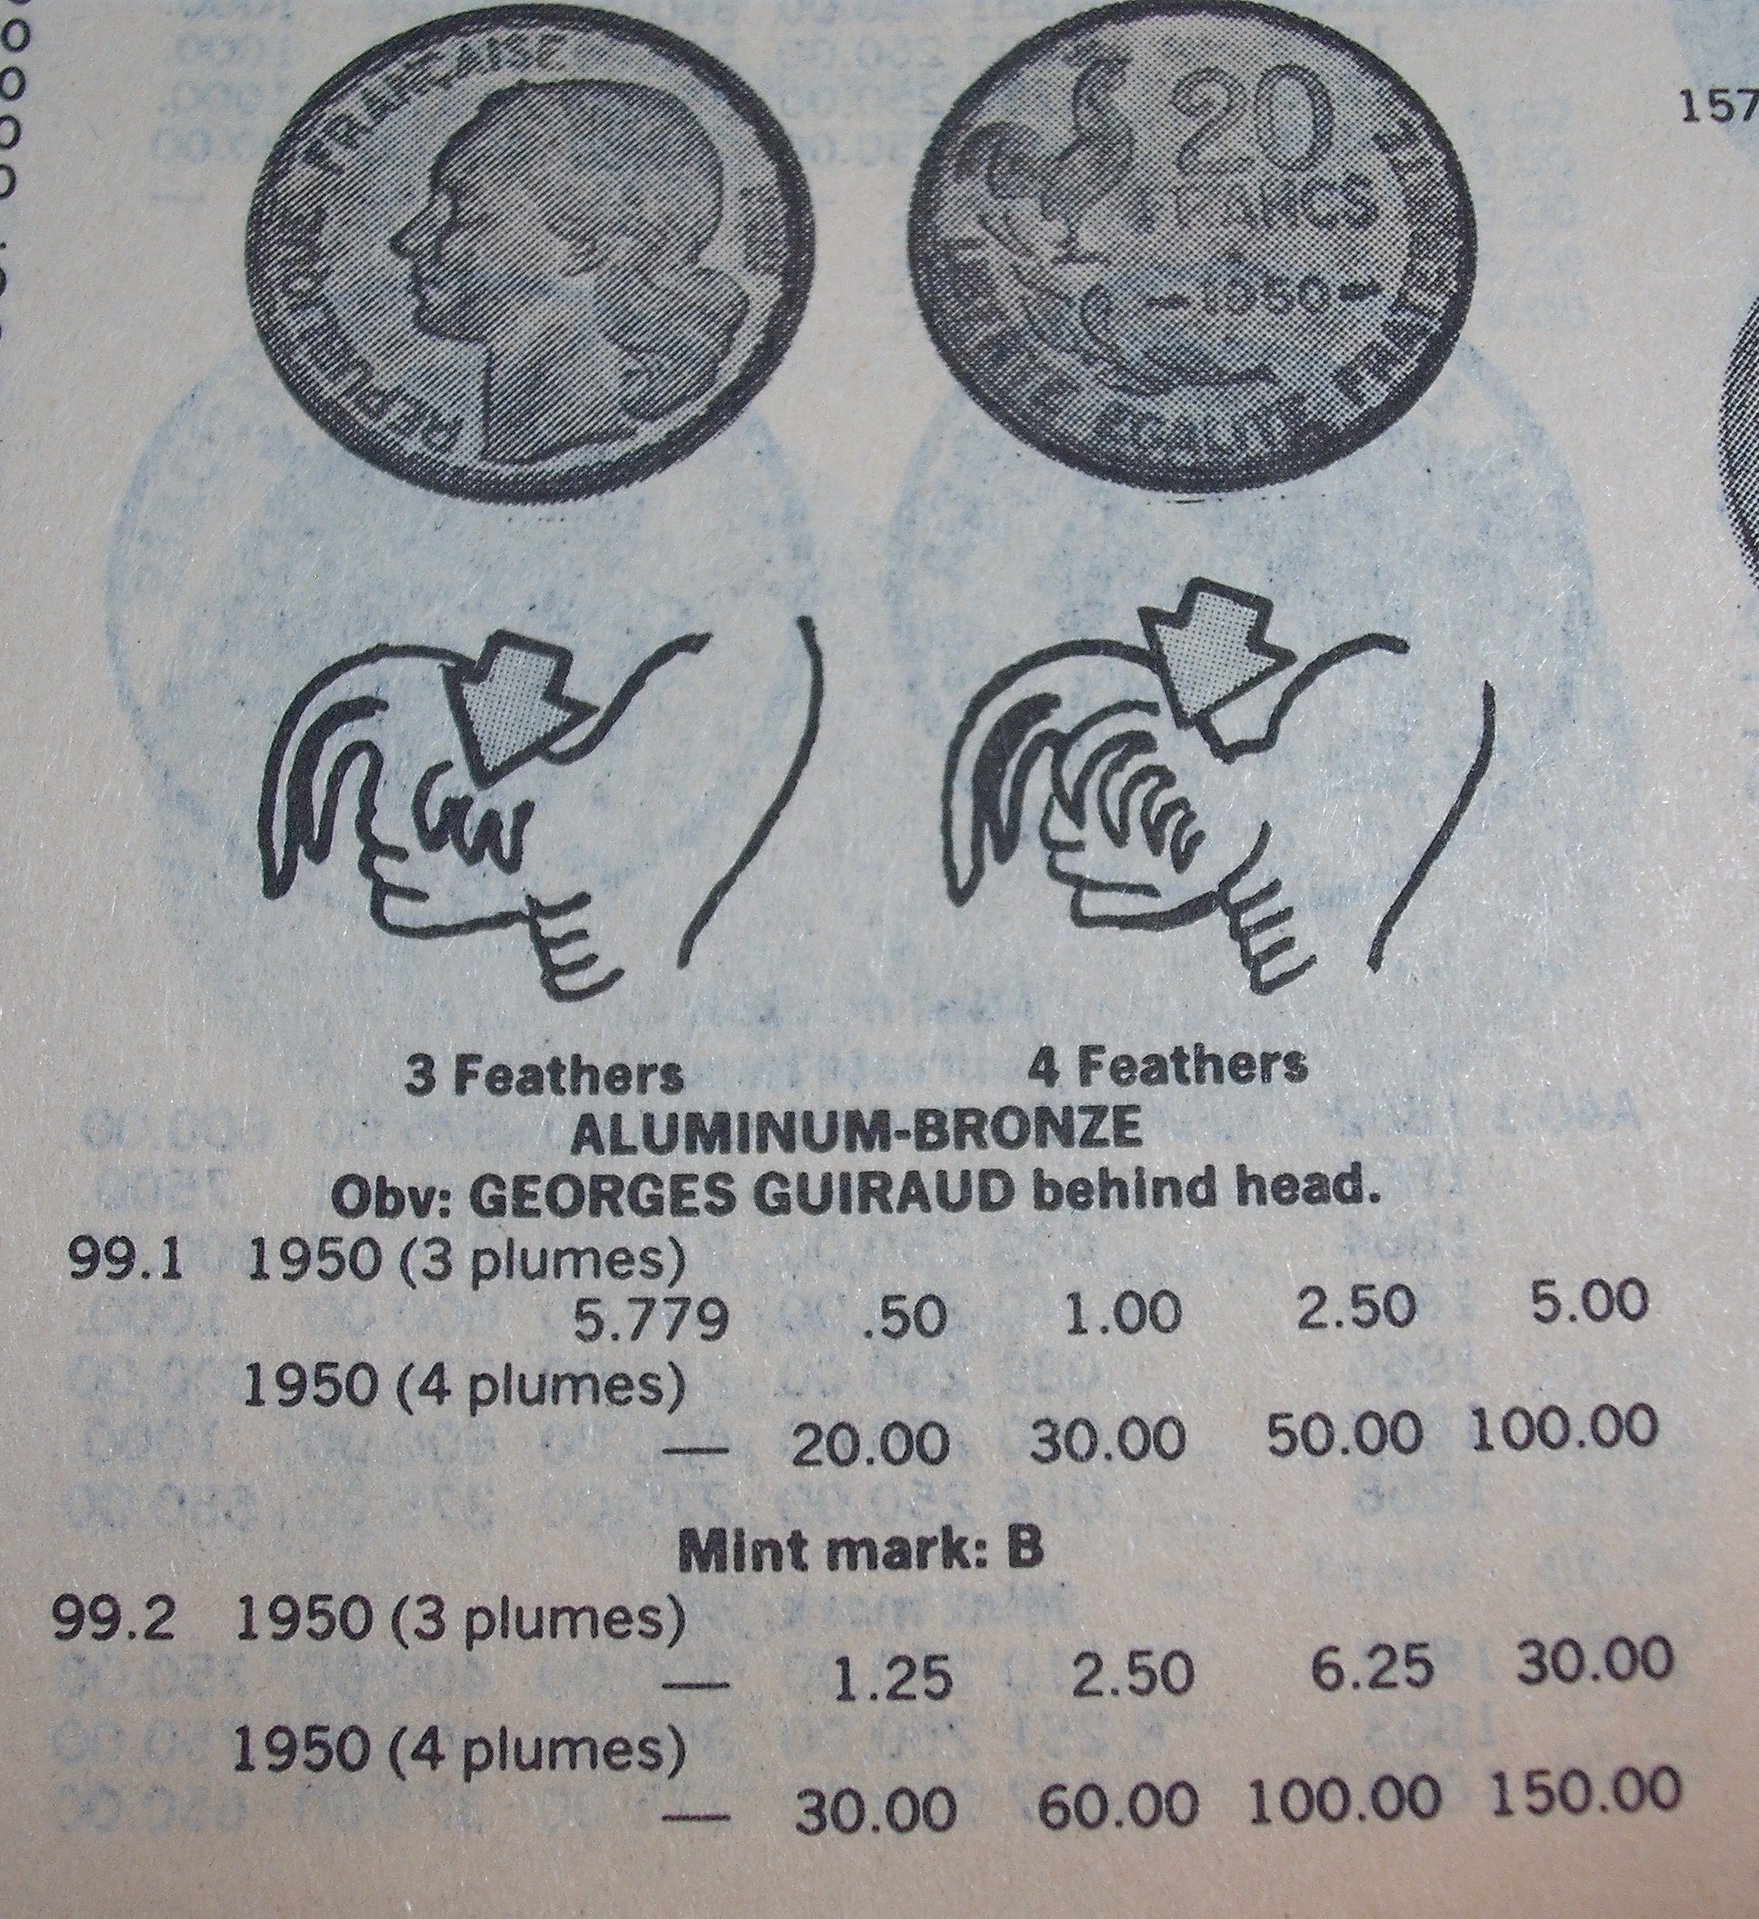 REPUBLIQUE FRANÇAISE
20
FRANCS
-1950-
LIBERTE EGALITE FRATERNITE
157
3 Feathers 4 Feathers
ALUMINUM-BRONZE
Obv: GEORGES GUIRAUD behind head.
99.1 1950 (3 plumes)
5.779 .50 1.00 2.50 5.00
1950 (4 plumes)
— 20.00 30.00 50.00 100.00
Mint mark: B
99.2 1950 (3 plumes)
— 1.25 2.50 6.25 30.00
1950 (4 plumes)
— 30.00 60.00 100.00 150.00